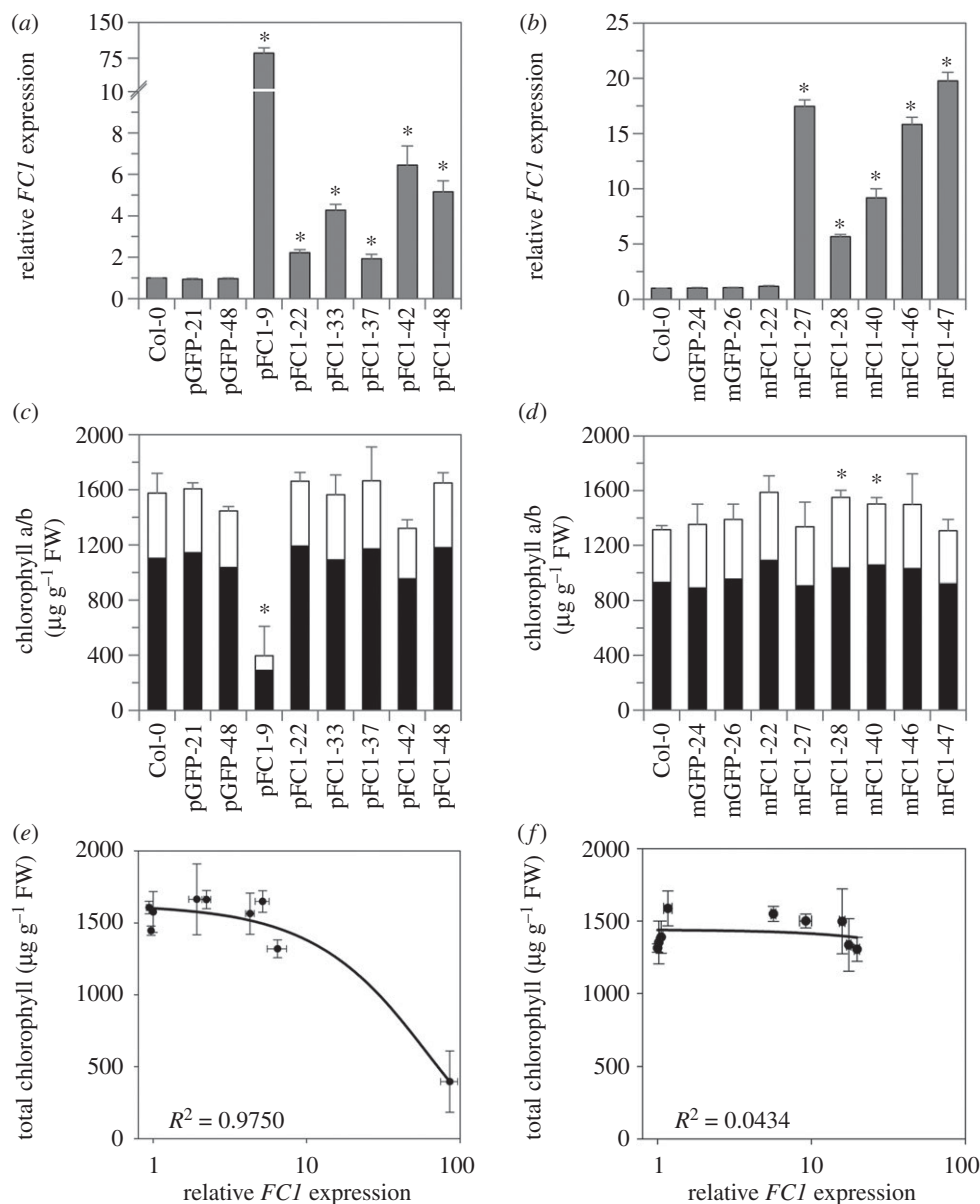 (a)
150
75
10
8
6
4
2
0
relative FC1 expression
* * * * * *
Col-0
pGFP-21
pGFP-48
pFC1-9
pFC1-22
pFC1-33
pFC1-37
pFC1-42
pFC1-48
(b)
25
20
15
10
5
0
relative FC1 expression
* * * * *
Col-0
mGFP-24
mGFP-26
mFC1-22
mFC1-27
mFC1-28
mFC1-40
mFC1-46
mFC1-47
(c)
2000
1600
1200
800
400
0
chlorophyll a/b
(µg g⁻¹ FW)
*
Col-0
pGFP-21
pGFP-48
pFC1-9
pFC1-22
pFC1-33
pFC1-37
pFC1-42
pFC1-48
(d)
2000
1600
1200
800
400
0
chlorophyll a/b
(µg g⁻¹ FW)
* *
Col-0
mGFP-24
mGFP-26
mFC1-22
mFC1-27
mFC1-28
mFC1-40
mFC1-46
mFC1-47
(e)
2000
1500
1000
500
0
total chlorophyll (µg g⁻¹ FW)
R² = 0.9750
1 10 100
relative FC1 expression
(f)
2000
1500
1000
500
0
total chlorophyll (µg g⁻¹ FW)
R² = 0.0434
1 10 100
relative FC1 expression